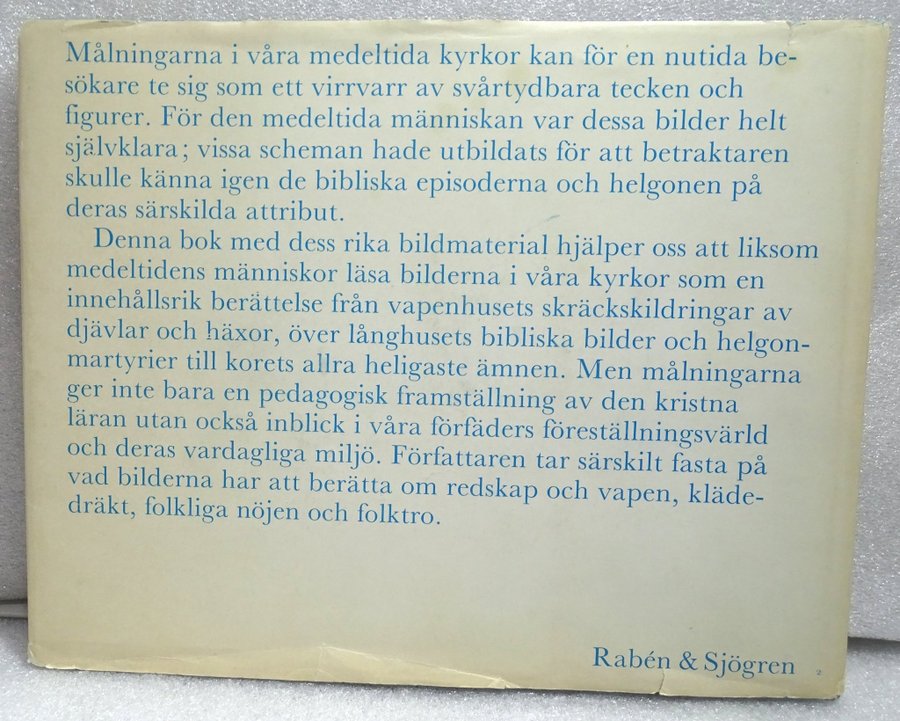 Målningarna i våra medeltida kyrkor kan för en nutida be-
sökare te sig som ett virrvarr av svårtydbara tecken och
figurer. För den medeltida människan var dessa bilder helt
självklara; vissa scheman hade utbildats för att betraktaren
skulle känna igen de bibliska episoderna och helgonen på
deras särskilda attribut.
Denna bok med dess rika bildmaterial hjälper oss att liksom
medeltidens människor läsa bilderna i våra kyrkor som en
innehållsrik berättelse från vapenhusets skräckskildringar av
djävlar och häxor, över långhusets bibliska bilder och helgon-
martyrier till korets allra heligaste ämnen. Men målningarna
ger inte bara en pedagogisk framställning av den kristna
läran utan också inblick i våra förfäders föreställningsvärld
och deras vardagliga miljö. Författaren tar särskilt fasta på
vad bilderna har att berätta om redskap och vapen, kläde-
dräkt, folkliga nöjen och folktro.
Rabén & Sjögren 2